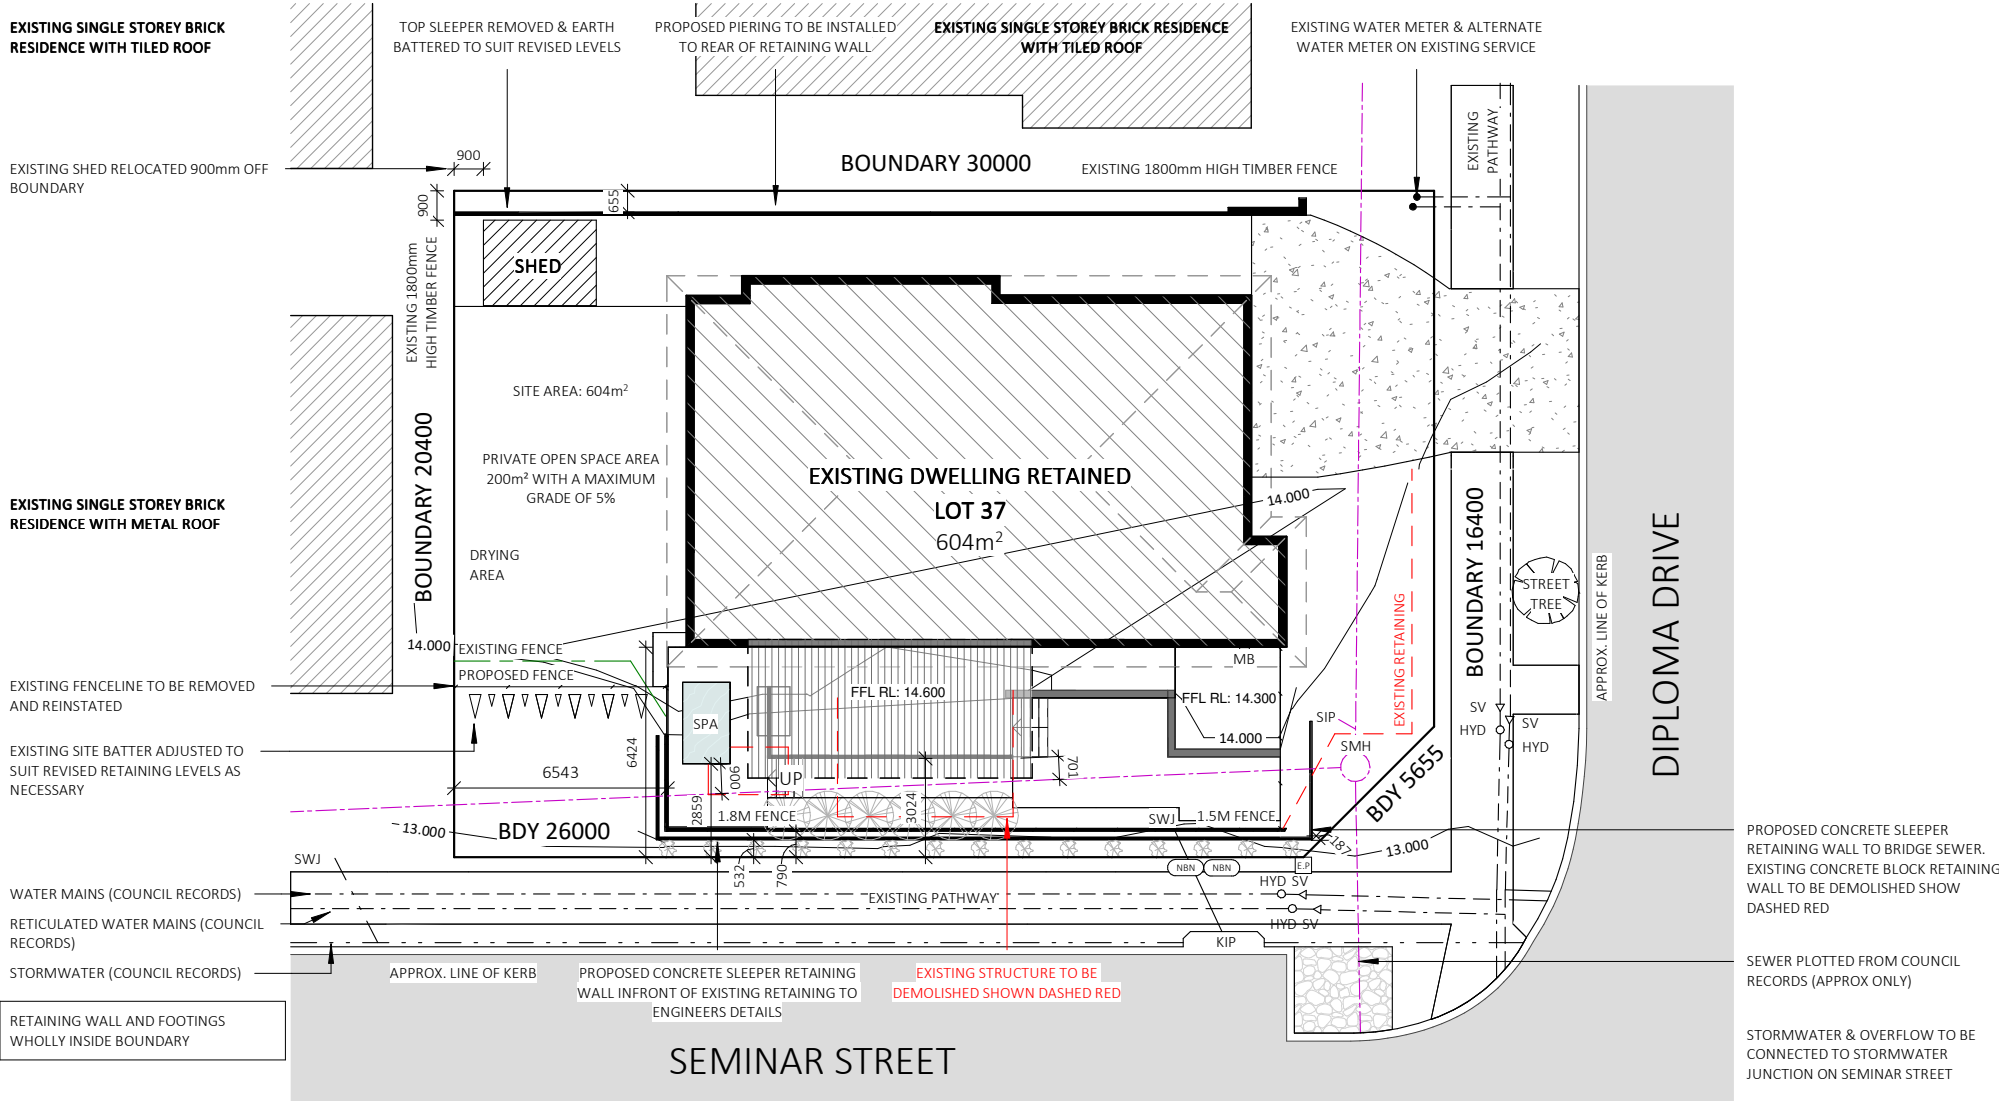 EXISTING SINGLE STOREY BRICK
RESIDENCE WITH TILED ROOF
TOP SLEEPER REMOVED & EARTH
BATTERED TO SUIT REVISED LEVELS
PROPOSED PIERING TO BE INSTALLED
TO REAR OF RETAINING WALL
EXISTING SINGLE STOREY BRICK RESIDENCE
WITH TILED ROOF
EXISTING WATER METER & ALTERNATE
WATER METER ON EXISTING SERVICE
EXISTING
PATHWAY
EXISTING SHED RELOCATED 900mm OFF
BOUNDARY
900
900
655
BOUNDARY 30000
EXISTING 1800mm HIGH TIMBER FENCE
EXISTING 1800mm
HIGH TIMBER FENCE
SHED
SITE AREA: 604m²
BOUNDARY 20400
PRIVATE OPEN SPACE AREA
200m² WITH A MAXIMUM
GRADE OF 5%
EXISTING DWELLING RETAINED
LOT 37
604m²
14.000
EXISTING SINGLE STOREY BRICK
RESIDENCE WITH METAL ROOF
DRYING
AREA
BOUNDARY 16400
STREET
TREE
APPROX. LINE OF KERB
DIPLOMA DRIVE
14.000
EXISTING FENCE
PROPOSED FENCE
EXISTING RETAINING
MB
FFL RL: 14.600
FFL RL: 14.300
EXISTING FENCELINE TO BE REMOVED
AND REINSTATED
SPA
SIP
SMH
SV
HYD
SV
HYD
14.000
EXISTING SITE BATTER ADJUSTED TO
SUIT REVISED RETAINING LEVELS AS
NECESSARY
6543
6424
900
UP
701
2859
3024
BDY 5655
1.8M FENCE
SWJ
1.5M FENCE
13.000
BDY 26000
187
13.000
532
790
NBN
NBN
E.P
PROPOSED CONCRETE SLEEPER
RETAINING WALL TO BRIDGE SEWER.
EXISTING CONCRETE BLOCK RETAINING
WALL TO BE DEMOLISHED SHOW
DASHED RED
SWJ
WATER MAINS (COUNCIL RECORDS)
EXISTING PATHWAY
HYD SV
HYD SV
RETICULATED WATER MAINS (COUNCIL
RECORDS)
KIP
STORMWATER (COUNCIL RECORDS)
APPROX. LINE OF KERB
PROPOSED CONCRETE SLEEPER RETAINING
WALL INFRONT OF EXISTING RETAINING TO
ENGINEERS DETAILS
EXISTING STRUCTURE TO BE
DEMOLISHED SHOWN DASHED RED
SEWER PLOTTED FROM COUNCIL
RECORDS (APPROX ONLY)
RETAINING WALL AND FOOTINGS
WHOLLY INSIDE BOUNDARY
SEMINAR STREET
STORMWATER & OVERFLOW TO BE
CONNECTED TO STORMWATER
JUNCTION ON SEMINAR STREET